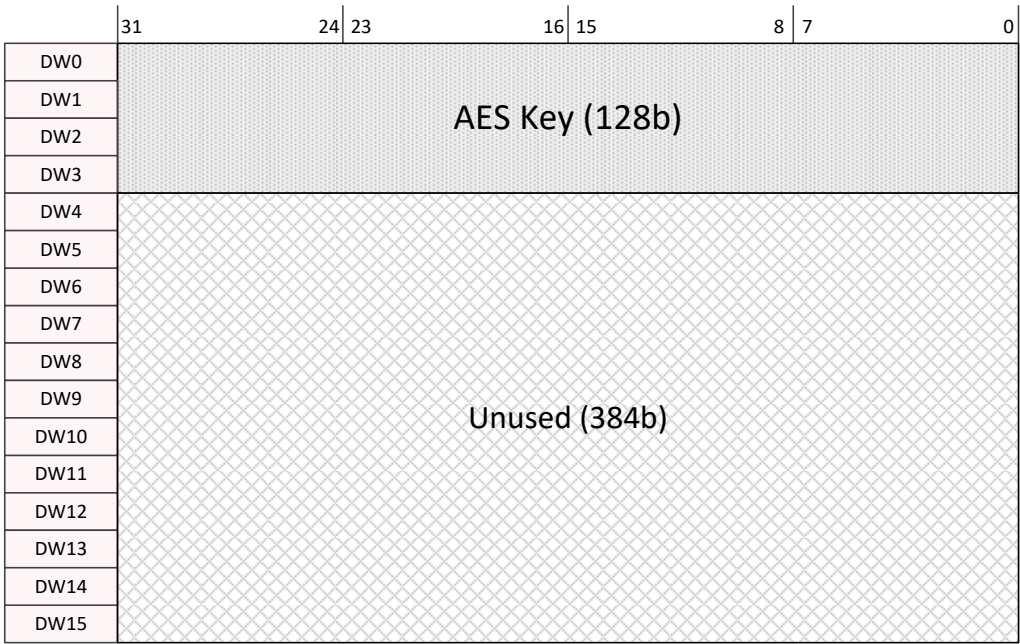 31 24 23 16 15 8 7 0
DW0
DW1
AES Key (128b)
DW2
DW3
DW4
DW5
DW6
DW7
DW8
DW9
Unused (384b)
DW10
DW11
DW12
DW13
DW14
DW15